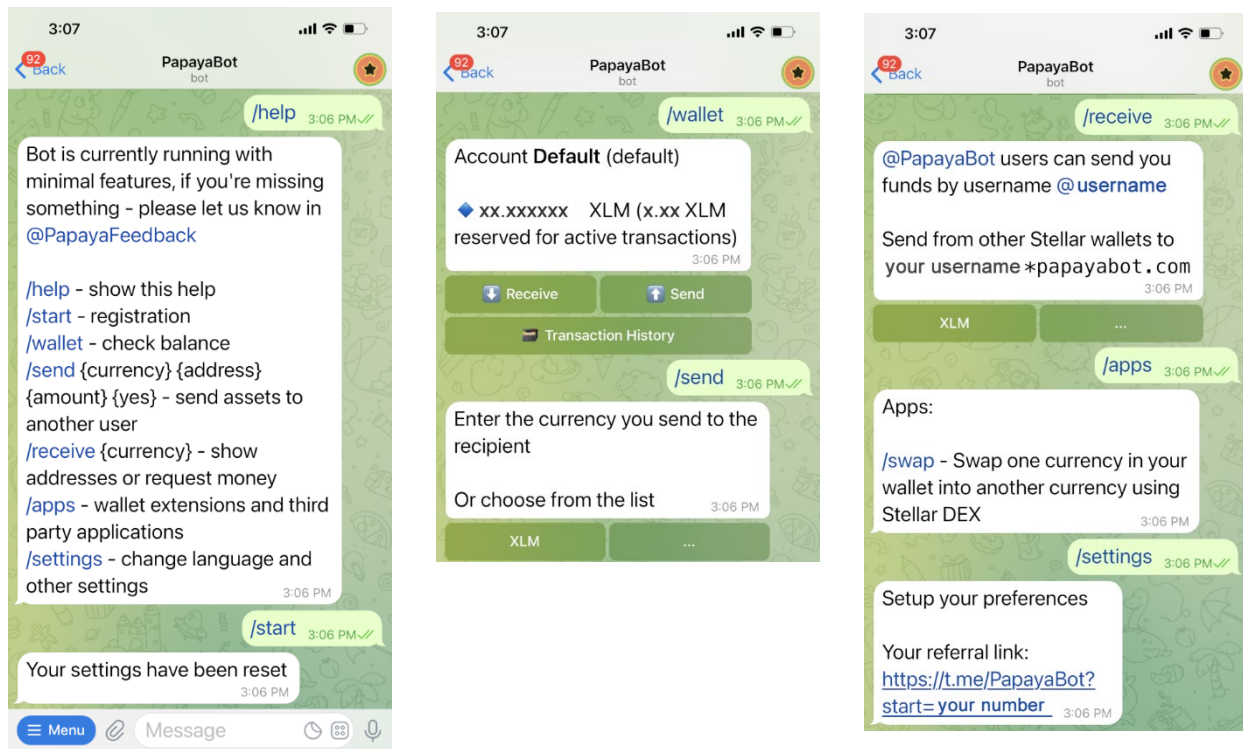 3:07
92
Back
PapayaBot
bot
/help 3:06 PM
Bot is currently running with
minimal features, if you're missing
something - please let us know in
@PapayaFeedback
/help - show this help
/start - registration
/wallet - check balance
/send {currency} {address}
{amount} {yes} - send assets to
another user
/receive {currency} - show
addresses or request money
/apps - wallet extensions and third
party applications
/settings - change language and
other settings
3:06 PM
/start 3:06 PM
Your settings have been reset
3:06 PM
Menu
Message
3:07
92
Back
PapayaBot
bot
/wallet 3:06 PM
Account Default (default)
xx.xxxxxx XLM (x.xx XLM
reserved for active transactions)
3:06 PM
Receive
Send
Transaction History
/send 3:06 PM
Enter the currency you send to the
recipient
Or choose from the list 3:06 PM
XLM
...
3:07
92
Back
PapayaBot
bot
/receive 3:06 PM
@PapayaBot users can send you
funds by username @username
Send from other Stellar wallets to
your username*papayabot.com
3:06 PM
XLM
...
/apps 3:06 PM
Apps:
/swap - Swap one currency in your
wallet into another currency using
Stellar DEX
3:06 PM
/settings 3:06 PM
Setup your preferences
Your referral link:
https://t.me/PapayaBot?
start= your number 3:06 PM